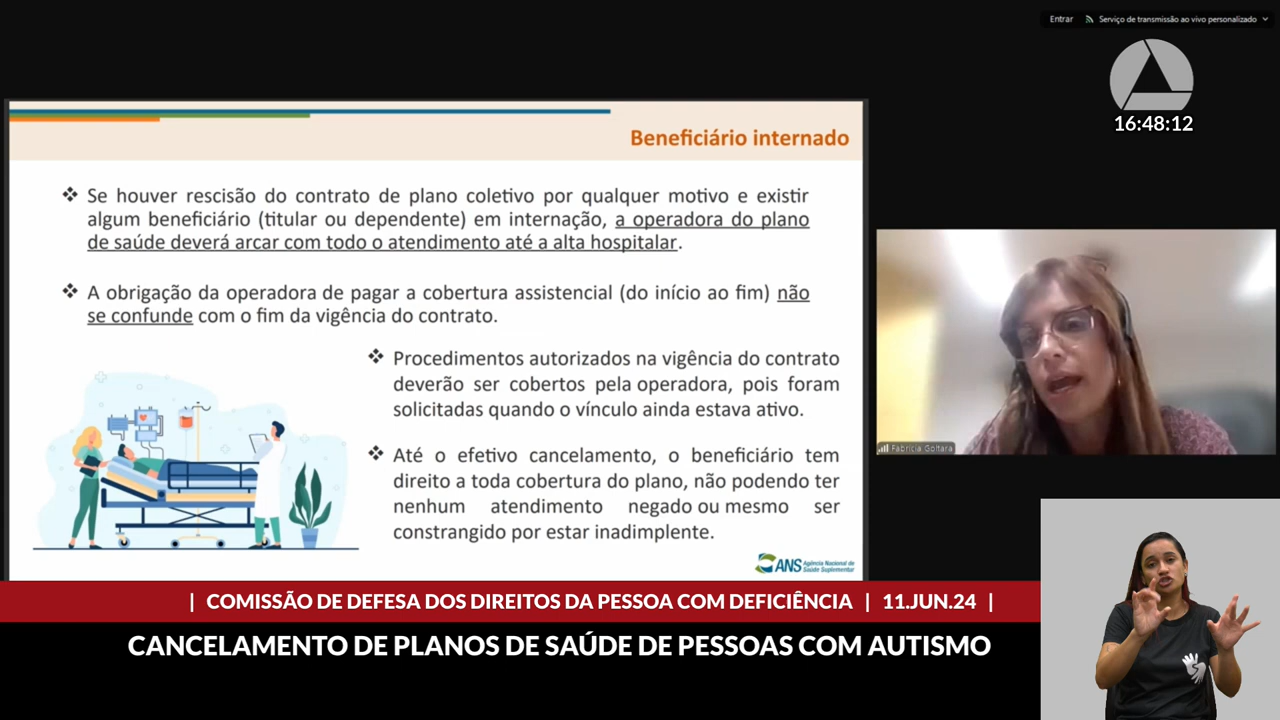 Entrar Serviço de transmissão ao vivo personalizado
16:48:12
Beneficiário internado
❖ Se houver rescisão do contrato de plano coletivo por qualquer motivo e existir
algum beneficiário (titular ou dependente) em internação, a operadora do plano
de saúde deverá arcar com todo o atendimento até a alta hospitalar.
❖ A obrigação da operadora de pagar a cobertura assistencial (do início ao fim) não
se confunde com o fim da vigência do contrato.
❖ Procedimentos autorizados na vigência do contrato
deverão ser cobertos pela operadora, pois foram
solicitadas quando o vínculo ainda estava ativo.
❖ Até o efetivo cancelamento, o beneficiário tem
direito a toda cobertura do plano, não podendo ter
nenhum atendimento negado ou mesmo ser
constrangido por estar inadimplente.
ANS Agência Nacional de
Saúde Suplementar
Fabricia Goltara
| COMISSÃO DE DEFESA DOS DIREITOS DA PESSOA COM DEFICIÊNCIA | 11.JUN.24 |
CANCELAMENTO DE PLANOS DE SAÚDE DE PESSOAS COM AUTISMO